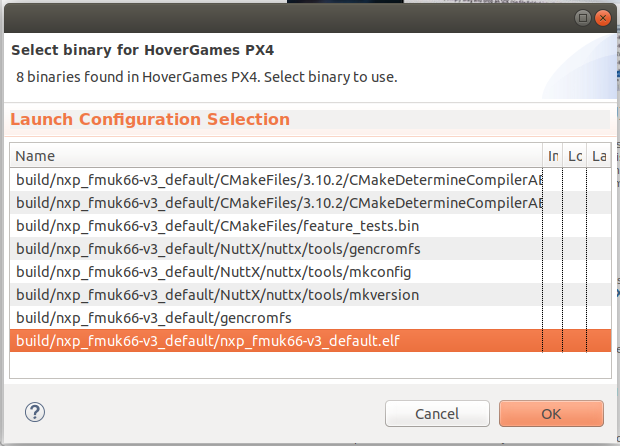 Select binary for HoverGames PX4
8 binaries found in HoverGames PX4. Select binary to use.
Launch Configuration Selection
Name In Lo La
build/nxp_fmuk66-v3_default/CMakeFiles/3.10.2/CMakeDetermineCompilerAB
build/nxp_fmuk66-v3_default/CMakeFiles/3.10.2/CMakeDetermineCompilerAB
build/nxp_fmuk66-v3_default/CMakeFiles/feature_tests.bin
build/nxp_fmuk66-v3_default/NuttX/nuttx/tools/gencromfs
build/nxp_fmuk66-v3_default/NuttX/nuttx/tools/mkconfig
build/nxp_fmuk66-v3_default/NuttX/nuttx/tools/mkversion
build/nxp_fmuk66-v3_default/gencromfs
build/nxp_fmuk66-v3_default/nxp_fmuk66-v3_default.elf
? Cancel OK